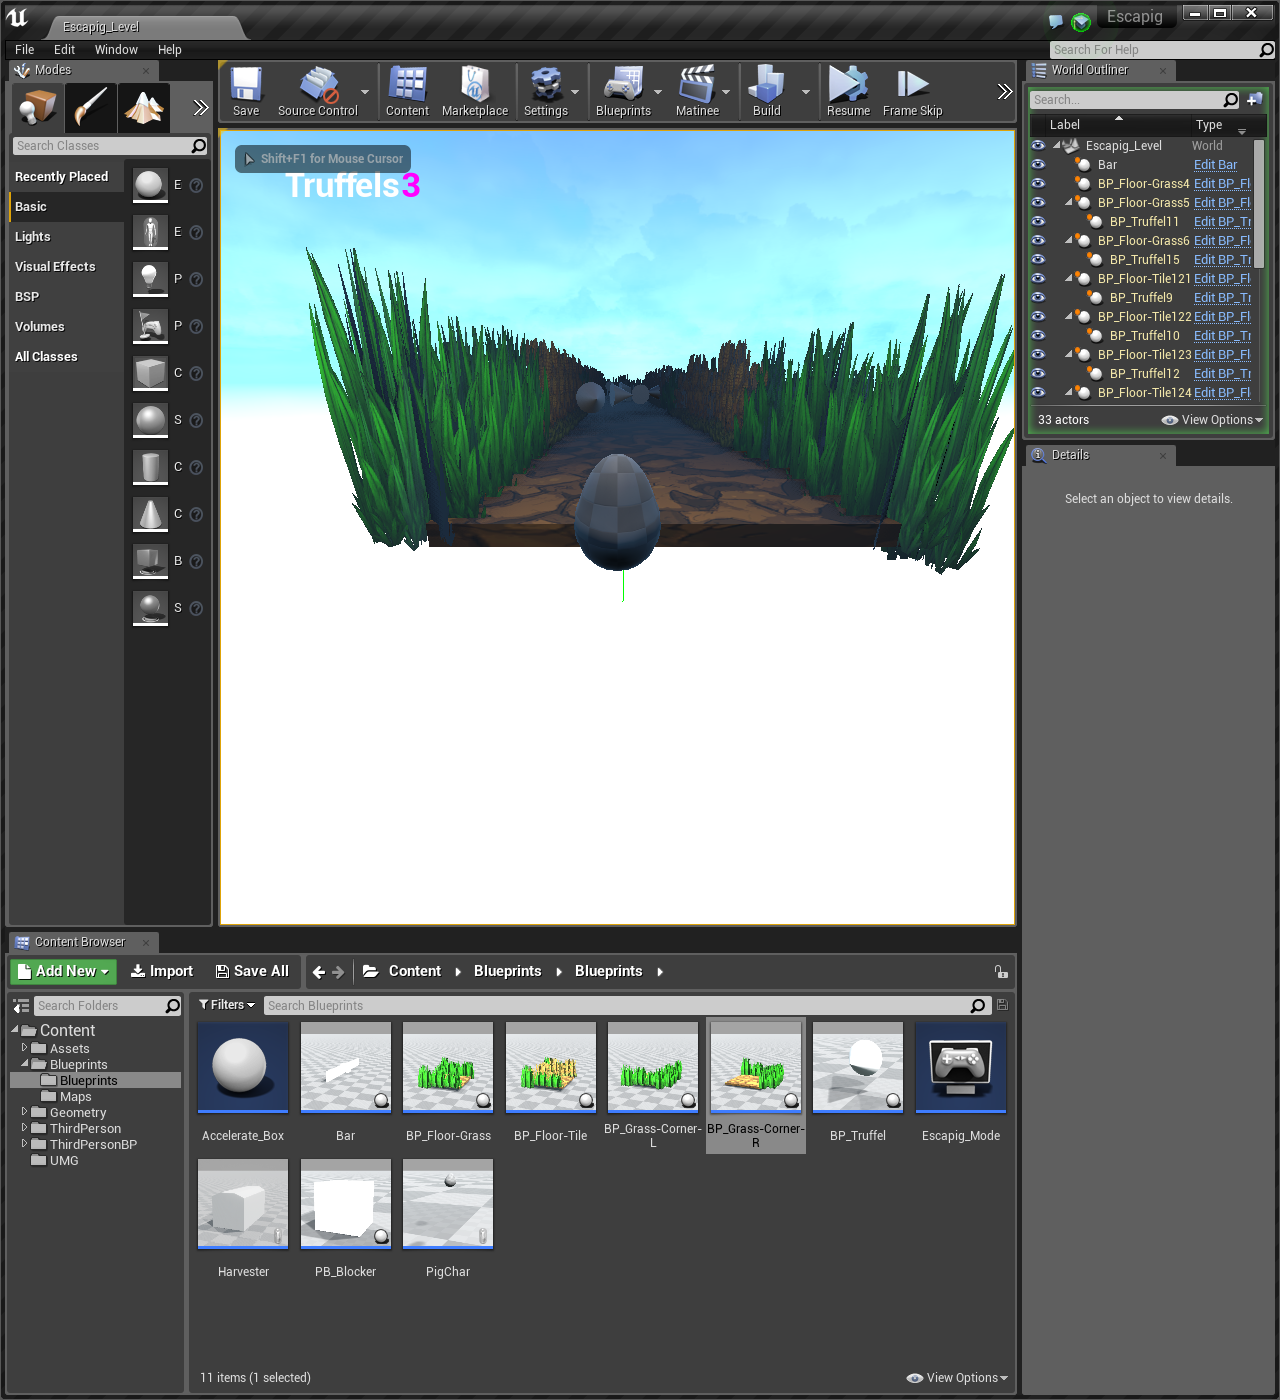 Escapig_Level
Escapig
File Edit Window Help
Search For Help
Modes
Search Classes
Recently Placed
Basic
Lights
Visual Effects
BSP
Volumes
All Classes
E
E
P
P
C
S
C
C
B
S
Save
Source Control
Content
Marketplace
Settings
Blueprints
Matinee
Build
Resume
Frame Skip
Shift+F1 for Mouse Cursor
Truffels3
World Outliner
Search...
Label Type
Escapig_Level World
Bar Edit Bar
BP_Floor-Grass4 Edit BP_Fl
BP_Floor-Grass5 Edit BP_Fl
BP_Truffel11 Edit BP_Tr
BP_Floor-Grass6 Edit BP_Fl
BP_Truffel15 Edit BP_Tr
BP_Floor-Tile121 Edit BP_Fl
BP_Truffel9 Edit BP_Tr
BP_Floor-Tile122 Edit BP_Fl
BP_Truffel10 Edit BP_Tr
BP_Floor-Tile123 Edit BP_Fl
BP_Truffel12 Edit BP_Tr
BP_Floor-Tile124 Edit BP_Fl
33 actors View Options
Details
Select an object to view details.
Content Browser
Add New Import Save All Content Blueprints Blueprints
Search Folders
Content
Assets
Blueprints
Blueprints
Maps
Geometry
ThirdPerson
ThirdPersonBP
UMG
Filters Search Blueprints
Accelerate_Box
Bar
BP_Floor-Grass
BP_Floor-Tile
BP_Grass-Corner-
L
BP_Grass-Corner-
R
BP_Truffel
Escapig_Mode
Harvester
PB_Blocker
PigChar
11 items (1 selected) View Options